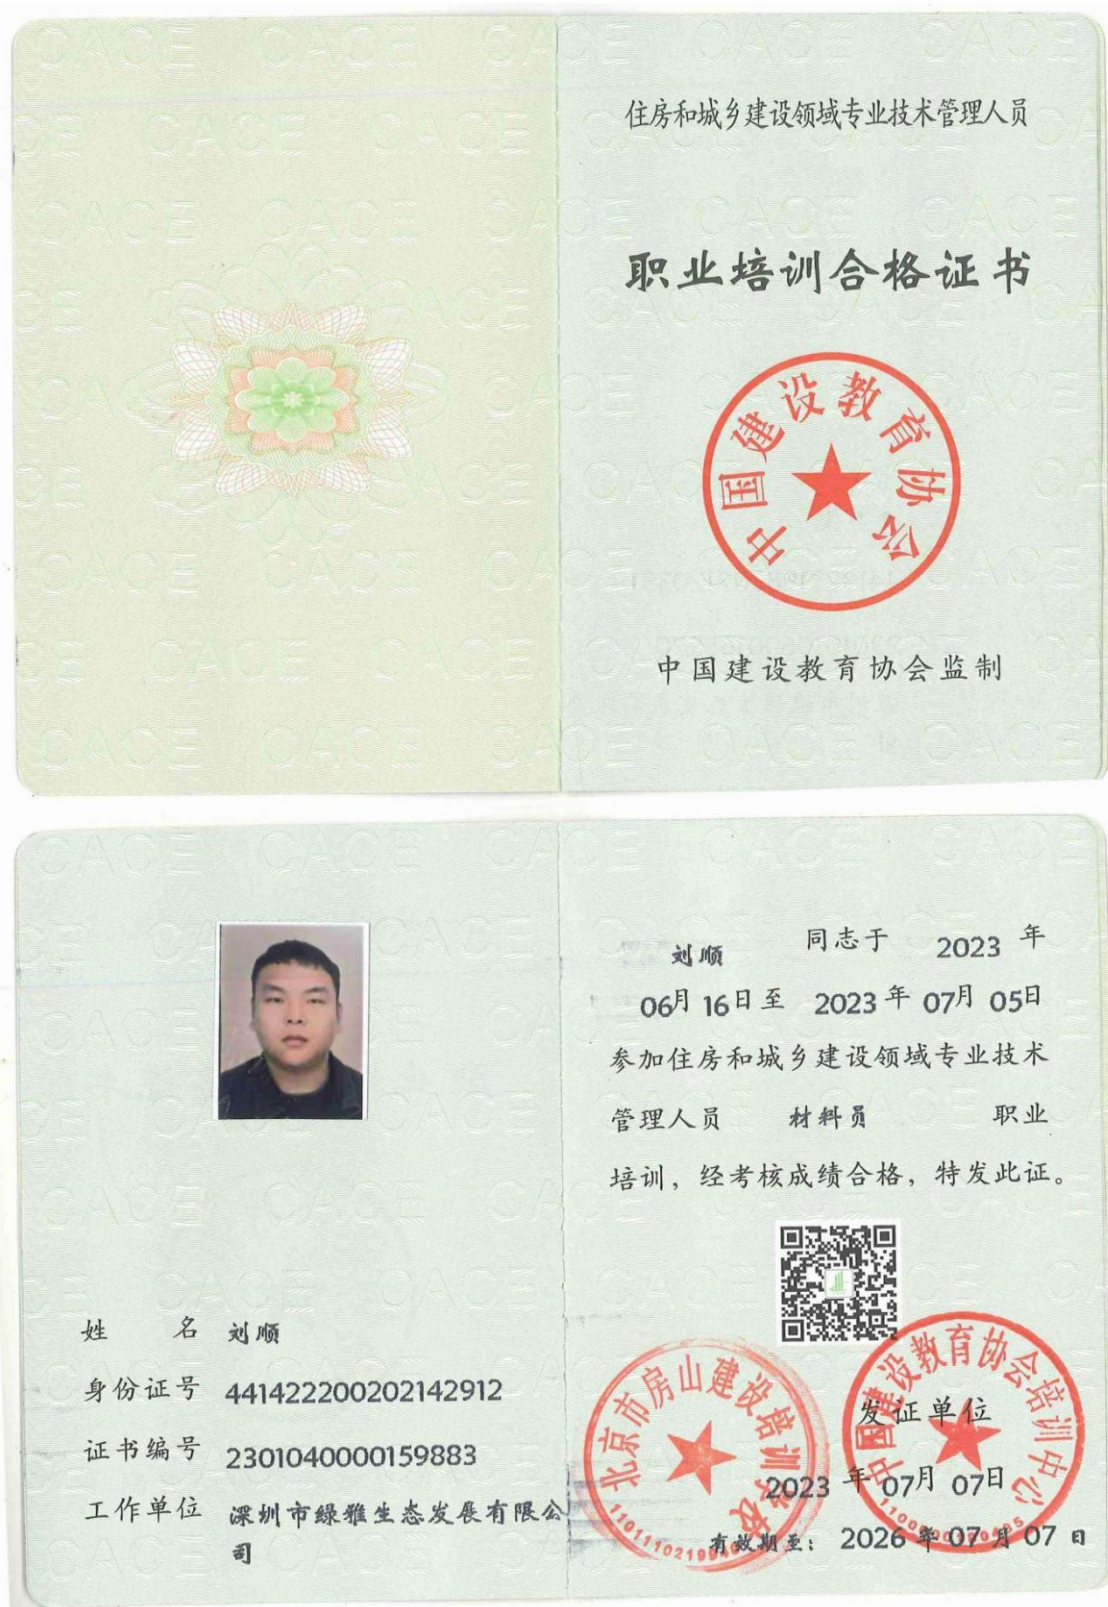 住房和城乡建设领域专业技术管理人员
职业培训合格证书
中国建设教育协会
中国建设教育协会监制
刘顺 同志于 2023 年
06月 16日至 2023年 07月 05日
参加住房和城乡建设领域专业技术
管理人员 材料员 职业
培训，经考核成绩合格，特发此证。
姓 名 刘顺
身份证号 441422200202142912
证书编号 2301040000159883
工作单位 深圳市绿雅生态发展有限公
司
北京市房山建设培训学校
中国建设教育协会培训中心
发证单位
2023 年 07月 07日
有效期至： 2026 年 07 月 07 日
CACE